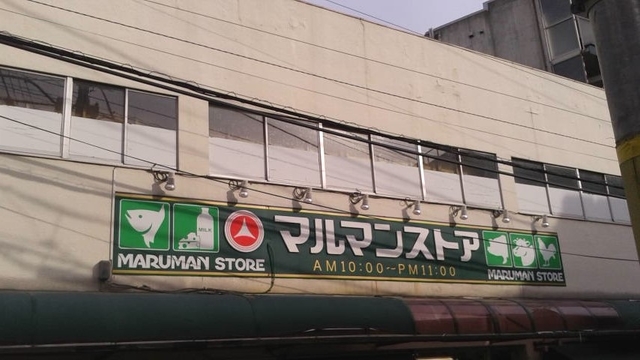 MILK
マルマンストア
MARUMAN STORE
AM10:00~PM11:00
MARUMAN STORE